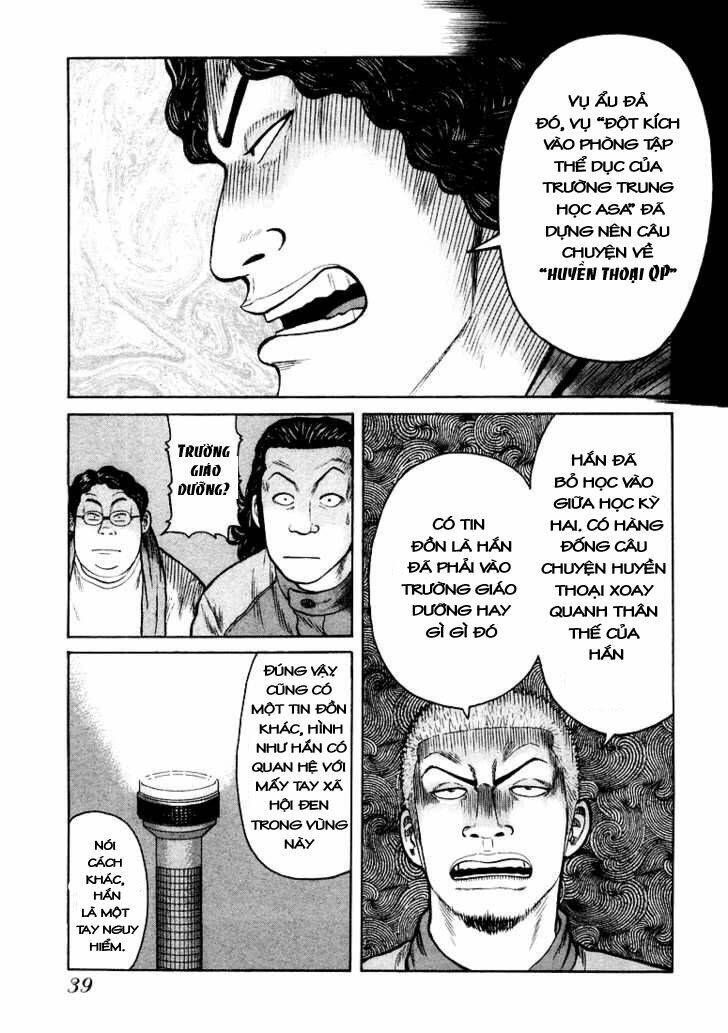 VỤ ẨU ĐẢ
ĐÓ, VỤ "ĐỘT KÍCH
VÀO PHÒNG TẬP
THỂ DỤC CỦA
TRƯỜNG TRUNG
HỌC ASA" ĐÃ
DỰNG NÊN CÂU
CHUYỆN VỀ
"HUYỀN THOẠI QP"
HẮN ĐÃ
BỎ HỌC VÀO
GIỮA HỌC KỲ
HAI. CÓ HÀNG
ĐỐNG CÂU
CHUYỆN HUYỀN
THOẠI XOAY
QUANH THÂN
THẾ CỦA
HẮN
CÓ TIN
ĐỒN LÀ HẮN
ĐÃ PHẢI VÀO
TRƯỜNG GIÁO
DƯỠNG HAY
GÌ GÌ ĐÓ
TRƯỜNG
GIÁO
DƯỠNG?
ĐÚNG VẬY.
CŨNG CÓ
MỘT TIN ĐỒN
KHÁC, HÌNH
NHƯ HẮN CÓ
QUAN HỆ VỚI
MẤY TAY XÃ
HỘI ĐEN
TRONG VÙNG
NÀY
NÓI
CÁCH
KHÁC,
HẮN
LÀ MỘT
TAY NGUY
HIỂM.
39